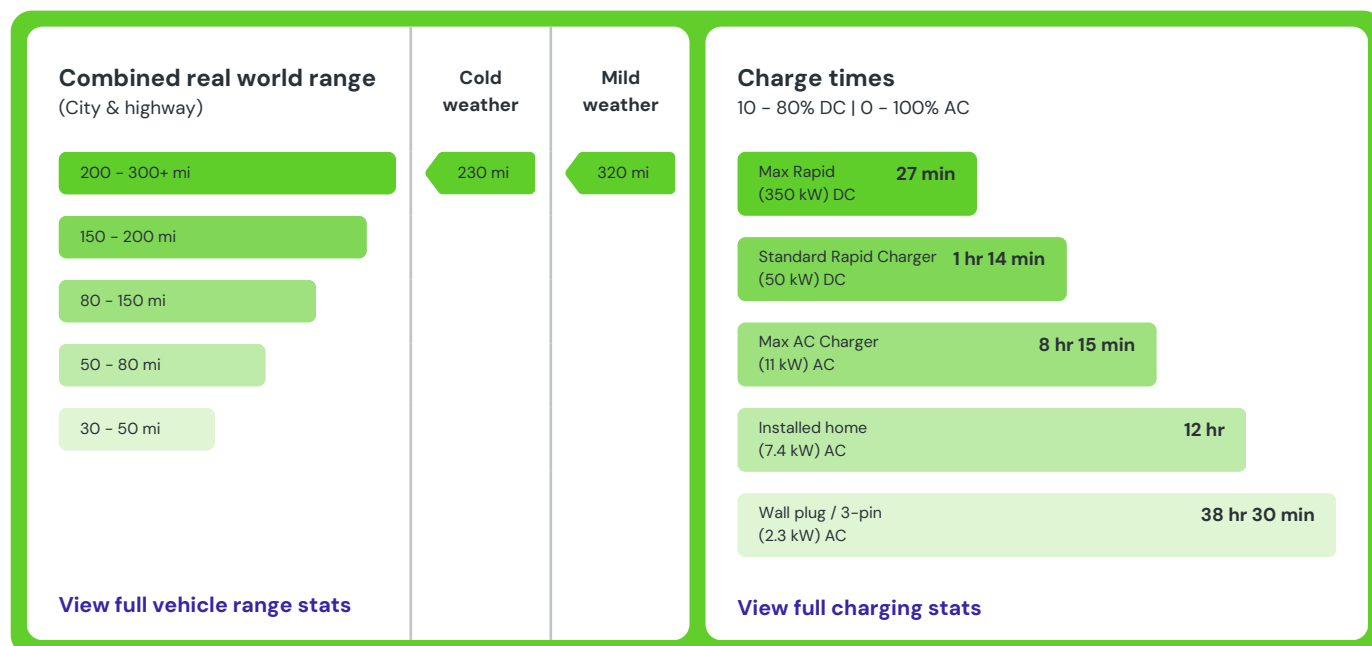 Combined real world range
(City & highway)
Cold
weather
Mild
weather
200 - 300+ mi
230 mi
320 mi
150 - 200 mi
80 - 150 mi
50 - 80 mi
30 - 50 mi
View full vehicle range stats
Charge times
10 - 80% DC | 0 - 100% AC
Max Rapid
(350 kW) DC
27 min
Standard Rapid Charger
(50 kW) DC
1 hr 14 min
Max AC Charger
(11 kW) AC
8 hr 15 min
Installed home
(7.4 kW) AC
12 hr
Wall plug / 3-pin
(2.3 kW) AC
38 hr 30 min
View full charging stats